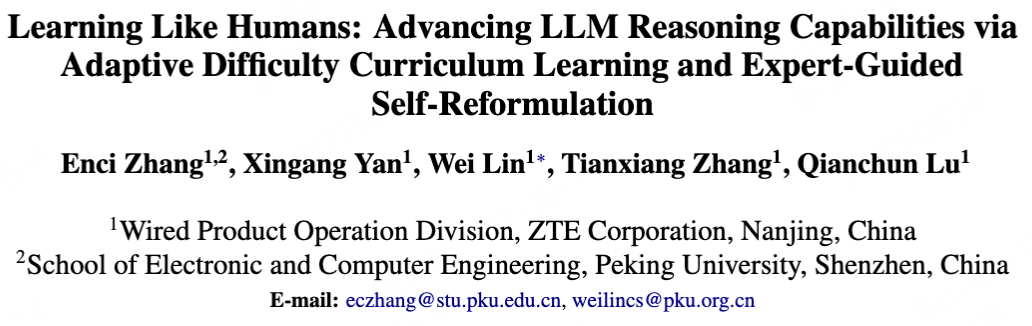 Learning Like Humans: Advancing LLM Reasoning Capabilities via
Adaptive Difficulty Curriculum Learning and Expert-Guided
Self-Reformulation
Enci Zhang1,2, Xingang Yan1, Wei Lin1*, Tianxiang Zhang1, Qianchun Lu1
1Wired Product Operation Division, ZTE Corporation, Nanjing, China
2School of Electronic and Computer Engineering, Peking University, Shenzhen, China
E-mail: eczhang@stu.pku.edu.cn, weilincs@pku.org.cn